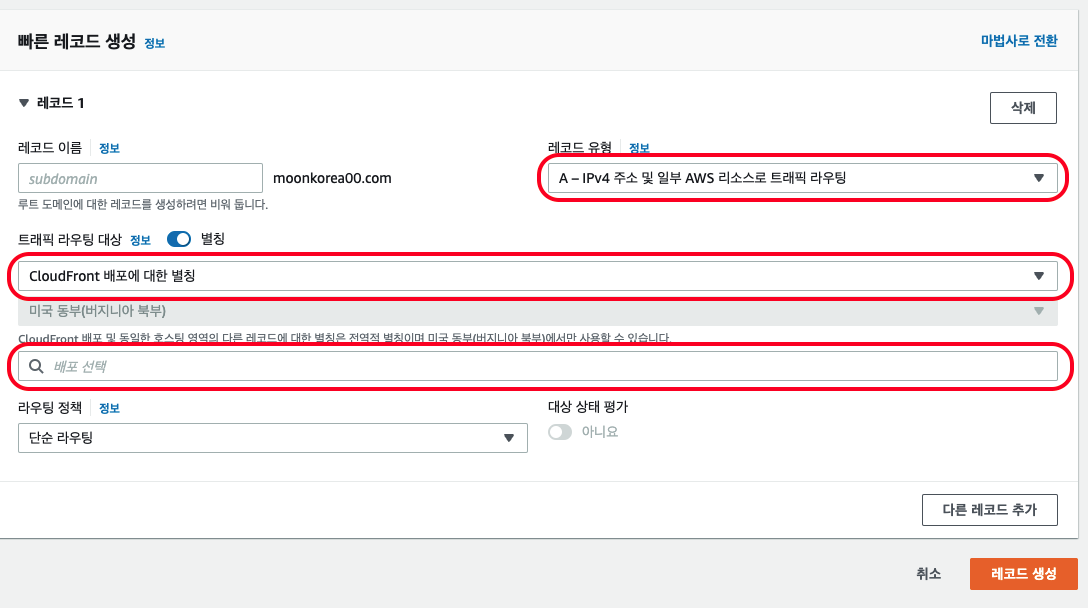 빠른 레코드 생성 정보
마법사로 전환
레코드 1
삭제
레코드 이름 정보
레코드 유형 정보
subdomain
moonkorea00.com
A – IPv4 주소 및 일부 AWS 리소스로 트래픽 라우팅
루트 도메인에 대한 레코드를 생성하려면 비워 둡니다.
트래픽 라우팅 대상 정보
별칭
CloudFront 배포에 대한 별칭
미국 동부(버지니아 북부)
CloudFront 배포 및 동일한 호스팅 영역의 다른 레코드에 대한 별칭은 전역적 별칭이며 미국 동부(버지니아 북부)에서만 사용할 수 있습니다.
배포 선택
라우팅 정책 정보
대상 상태 평가
단순 라우팅
아니요
다른 레코드 추가
취소
레코드 생성